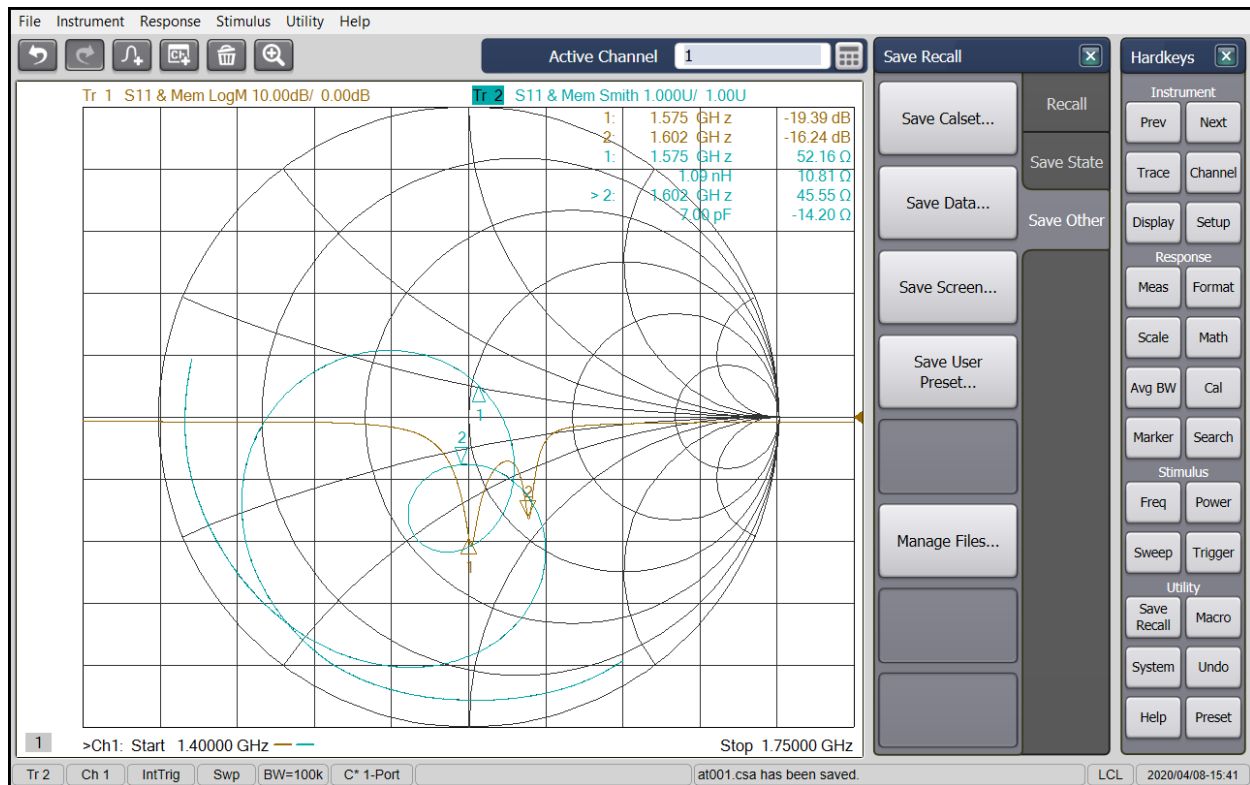 File Instrument Response Stimulus Utility Help
Active Channel 1
Tr 1 S11 & Mem LogM 10.00dB/ 0.00dB
Tr 2 S11 & Mem Smith 1.000U/ 1.00U
1: 1.575 GHz -19.39 dB
2: 1.602 GHz -16.24 dB
1: 1.575 GHz 52.16 Ω
1.09 nH 10.81 Ω
> 2: 1.602 GHz 45.55 Ω
7.00 pF -14.20 Ω
1
2
2
1
1
>Ch1: Start 1.40000 GHz
Stop 1.75000 GHz
Save Recall
Save Calset...
Save Data...
Save Screen...
Save User
Preset...
Manage Files...
Recall
Save State
Save Other
Hardkeys
Instrument
Prev Next
Trace Channel
Display Setup
Response
Meas Format
Scale Math
Avg BW Cal
Marker Search
Stimulus
Freq Power
Sweep Trigger
Utility
Save
Recall Macro
System Undo
Help Preset
Tr 2 Ch 1 IntTrig Swp BW=100k C* 1-Port at001.csa has been saved. LCL 2020/04/08-15:41